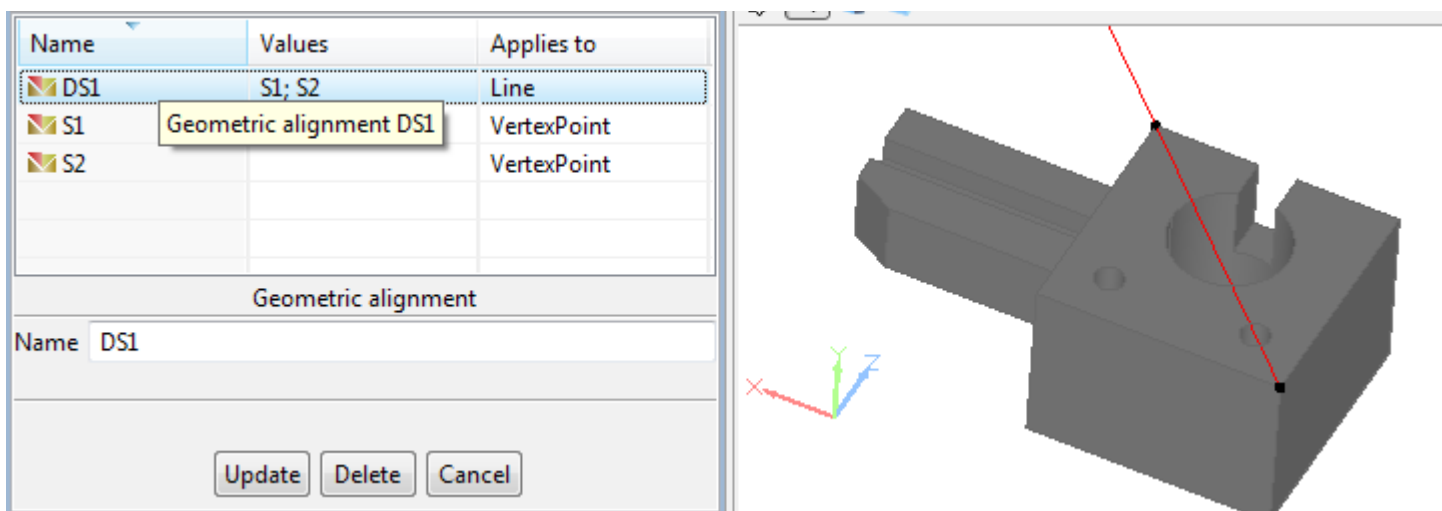 Name Values Applies to
DS1 S1; S2 Line
Geometric alignment DS1
S1 VertexPoint
S2 VertexPoint
Geometric alignment
Name DS1
Update Delete Cancel
Y
Z
X